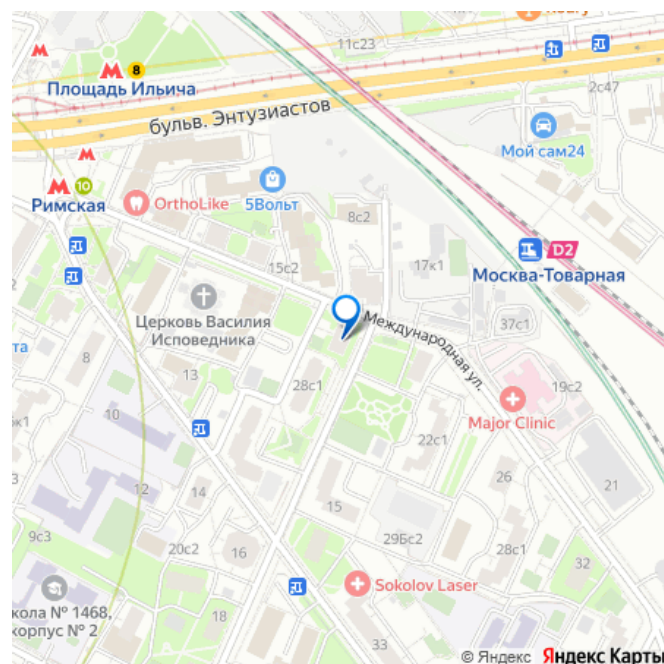 11с23
8
Площадь Ильича
бульв. Энтузиастов
2с47
Мой сам24
10
Римская
OrthoLike
5Вольт
8с2
15с2
17к1
D2
Москва-Товарная
Церковь Василия
Исповедника
Международная ул.
37с1
8
13
28с1
19с2
Major Clinic
10
22с1
26
21
12
14
15
29Бс2
28с1
9с3
20с2
16
32
кола № 1468,
корпус № 2
Sokolov Laser
18
33
© Яндекс Яндекс Карты